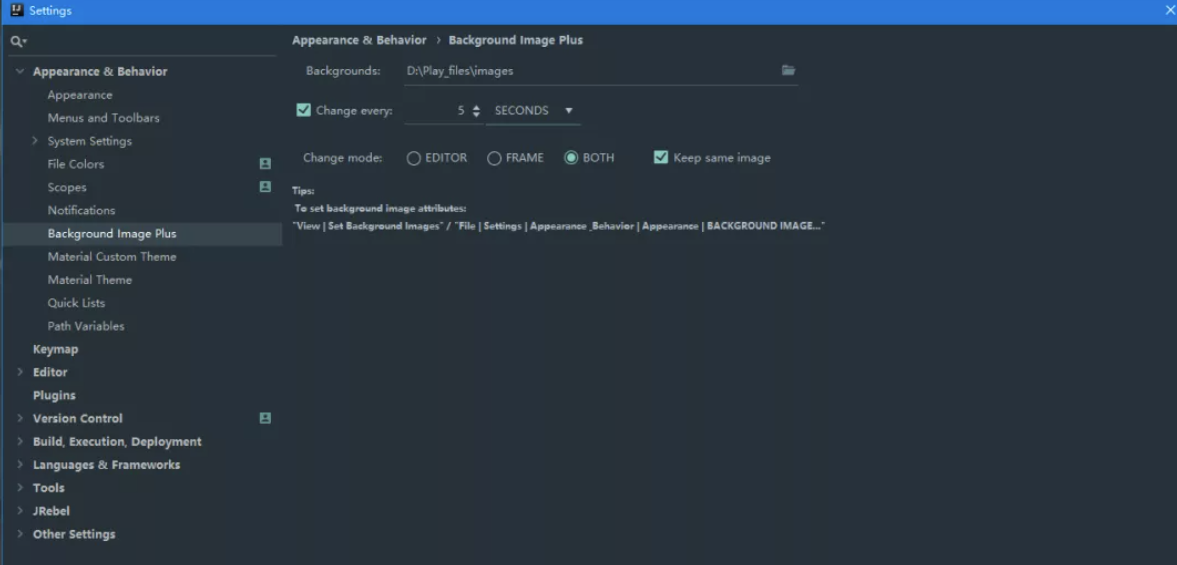 Settings
Appearance & Behavior
Appearance
Menus and Toolbars
System Settings
File Colors
Scopes
Notifications
Background Image Plus
Material Custom Theme
Material Theme
Quick Lists
Path Variables
Keymap
Editor
Plugins
Version Control
Build, Execution, Deployment
Languages & Frameworks
Tools
JRebel
Other Settings
Appearance & Behavior › Background Image Plus
Backgrounds: D:\Play_files\images
Change every: 5 SECONDS
Change mode: EDITOR FRAME BOTH Keep same image
Tips:
To set background image attributes:
"View | Set Background Images" / "File | Settings | Appearance_Behavior | Appearance | BACKGROUND IMAGE..."